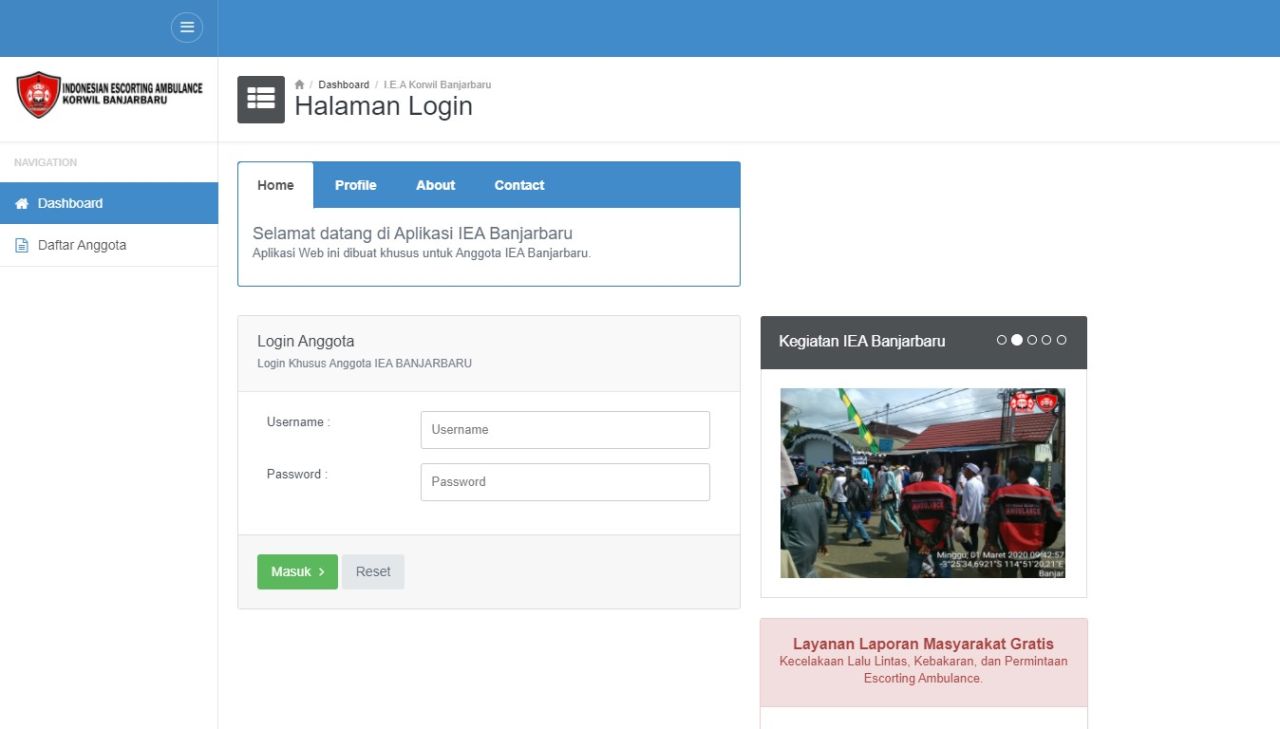 INDONESIAN ESCORTING AMBULANCE
KORWIL BANJARBARU
/ Dashboard / I.E.A Korwil Banjarbaru
Halaman Login
NAVIGATION
Dashboard
Daftar Anggota
Home Profile About Contact
Selamat datang di Aplikasi IEA Banjarbaru
Aplikasi Web ini dibuat khusus untuk Anggota IEA Banjarbaru.
Login Anggota
Login Khusus Anggota IEA BANJARBARU
Username :
Username
Password :
Password
Masuk
Reset
Kegiatan IEA Banjarbaru
AMBULANCE
AMBULANCE
Minggu, 01 Maret 2020 09:42:57
-3°25'34,6921"S 114°51'20,21"E
Banjar
Layanan Laporan Masyarakat Gratis
Kecelakaan Lalu Lintas, Kebakaran, dan Permintaan
Escorting Ambulance.